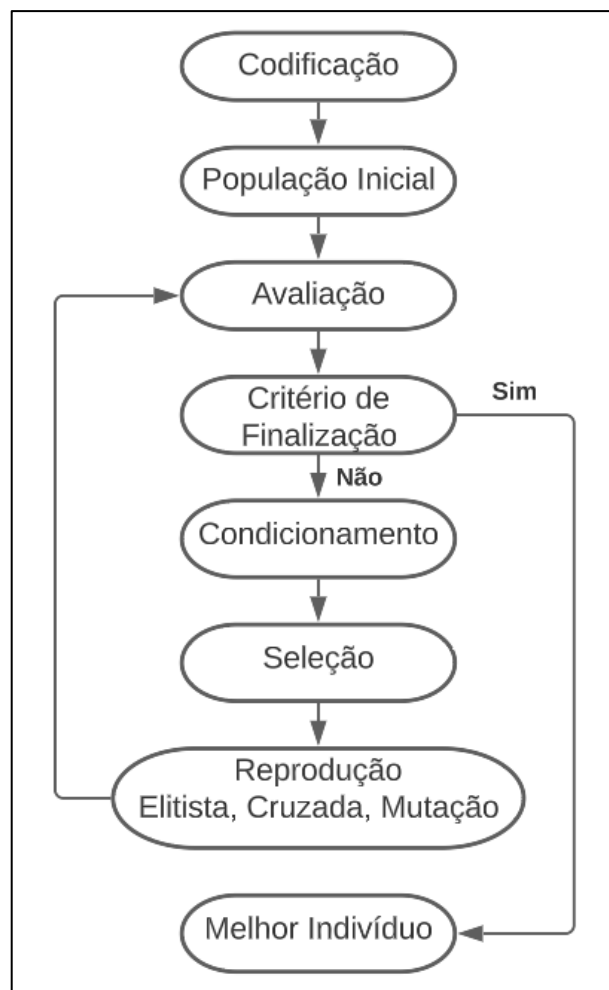 Codificação
População Inicial
Avaliação
Critério de
Finalização
Sim
Não
Condicionamento
Seleção
Reprodução
Elitista, Cruzada, Mutação
Melhor Indivíduo